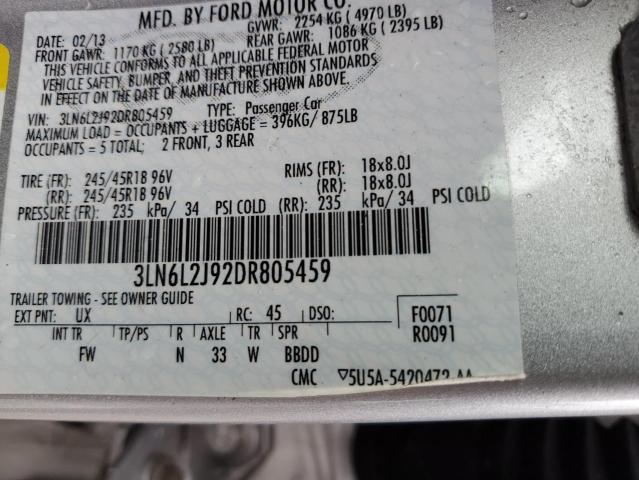 MFD. BY FORD MOTOR CO.
DATE: 02/13 GVWR: 2254 KG ( 4970 LB)
FRONT GAWR: 1170 KG ( 2580 LB) REAR GAWR: 1086 KG ( 2395 LB)
THIS VEHICLE CONFORMS TO ALL APPLICABLE FEDERAL MOTOR
VEHICLE SAFETY, BUMPER, AND THEFT PREVENTION STANDARDS
IN EFFECT ON THE DATE OF MANUFACTURE SHOWN ABOVE.
VIN: 3LN6L2J92DR805459 TYPE: Passenger Car
MAXIMUM LOAD = OCCUPANTS + LUGGAGE = 396KG/ 875LB
OCCUPANTS = 5 TOTAL; 2 FRONT, 3 REAR
TIRE (FR): 245/45R18 96V RIMS (FR): 18x8.0J
(RR): 245/45R18 96V (RR): 18x8.0J
PRESSURE (FR): 235 kPa/ 34 PSI COLD (RR): 235 kPa/ 34 PSI COLD
3LN6L2J92DR805459
TRAILER TOWING - SEE OWNER GUIDE
EXT PNT: UX RC: 45 DSO: F0071
INT TR TP/PS R AXLE TR SPR R0091
FW N 33 W BBDD
CMC ▽5U5A-5420472-AA